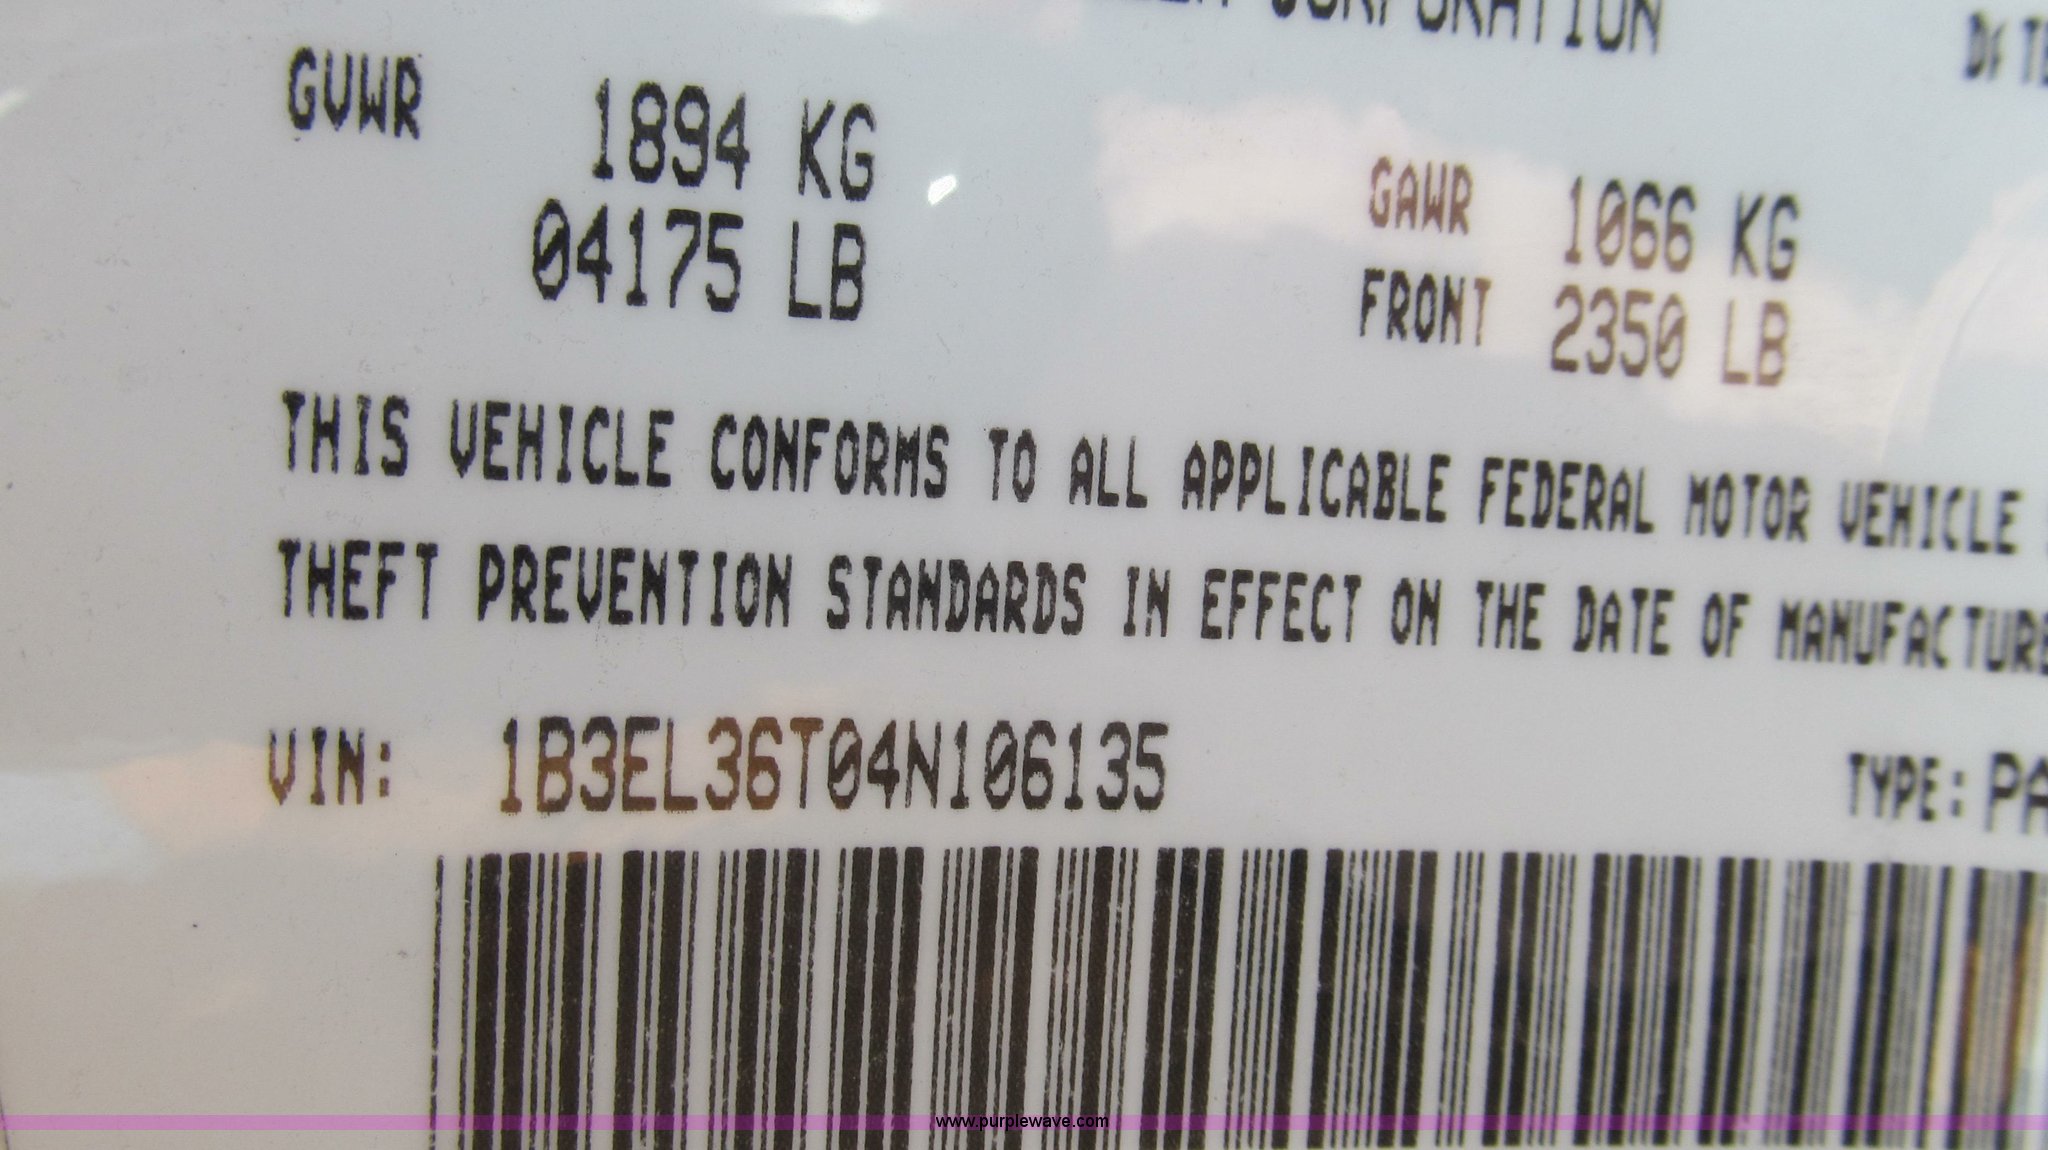 CORPORATION
GVWR
1894 KG
04175 LB
GAWR 1066 KG
FRONT 2350 LB
THIS VEHICLE CONFORMS TO ALL APPLICABLE FEDERAL MOTOR VEHICLE
THEFT PREVENTION STANDARDS IN EFFECT ON THE DATE OF MANUFACTURE
VIN: 1B3EL36T04N106135
TYPE: PA
www.purplewave.com